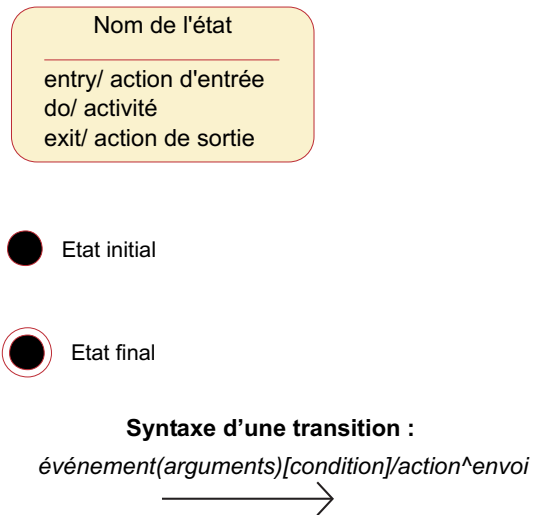 Nom de l'état
entry/ action d'entrée
do/ activité
exit/ action de sortie
Etat initial
Etat final
Syntaxe d’une transition :
événement(arguments)[condition]/action^envoi